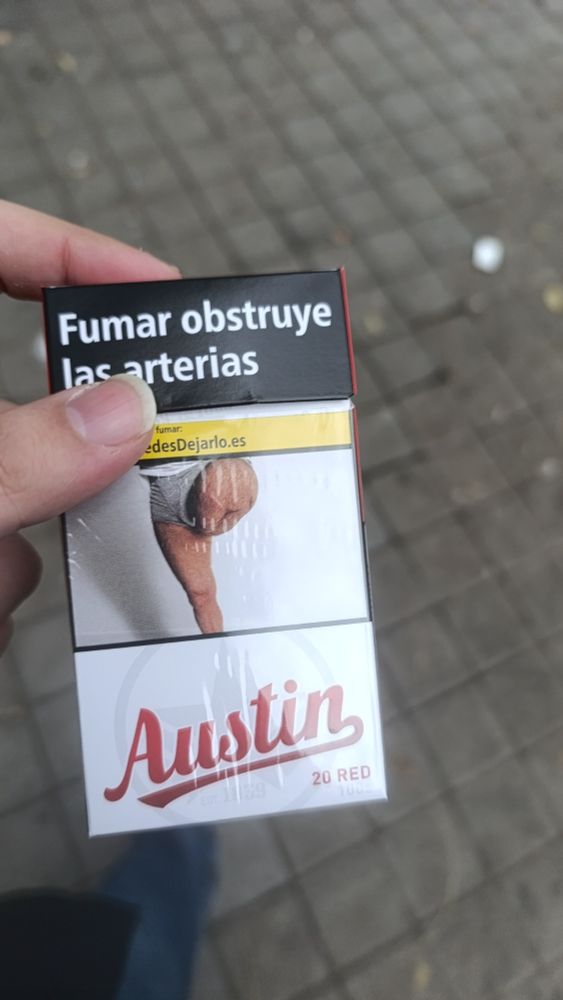 Fumar obstruye
las arterias
fumar:
edesDejarlo.es
Austin
20 RED